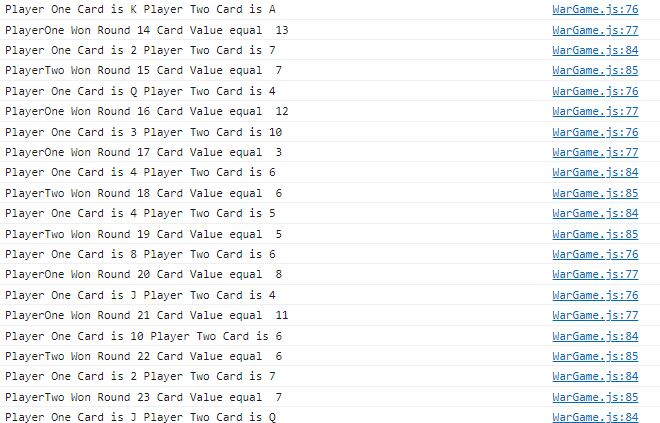 Player One Card is K Player Two Card is A WarGame.js:76
PlayerOne Won Round 14 Card Value equal  13 WarGame.js:77
Player One Card is 2 Player Two Card is 7 WarGame.js:84
PlayerTwo Won Round 15 Card Value equal  7 WarGame.js:85
Player One Card is Q Player Two Card is 4 WarGame.js:76
PlayerOne Won Round 16 Card Value equal  12 WarGame.js:77
Player One Card is 3 Player Two Card is 10 WarGame.js:76
PlayerOne Won Round 17 Card Value equal  3 WarGame.js:77
Player One Card is 4 Player Two Card is 6 WarGame.js:84
PlayerTwo Won Round 18 Card Value equal  6 WarGame.js:85
Player One Card is 4 Player Two Card is 5 WarGame.js:84
PlayerTwo Won Round 19 Card Value equal  5 WarGame.js:85
Player One Card is 8 Player Two Card is 6 WarGame.js:76
PlayerOne Won Round 20 Card Value equal  8 WarGame.js:77
Player One Card is J Player Two Card is 4 WarGame.js:76
PlayerOne Won Round 21 Card Value equal  11 WarGame.js:77
Player One Card is 10 Player Two Card is 6 WarGame.js:84
PlayerTwo Won Round 22 Card Value equal  6 WarGame.js:85
Player One Card is 2 Player Two Card is 7 WarGame.js:84
PlayerTwo Won Round 23 Card Value equal  7 WarGame.js:85
Player One Card is J Player Two Card is Q WarGame.js:84